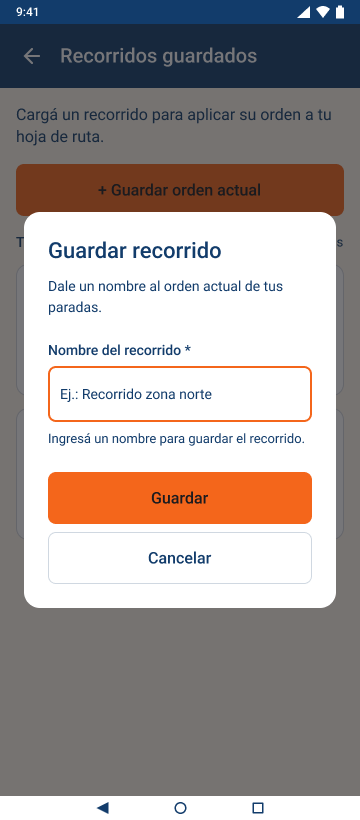 9:41
Recorridos guardados
Cargá un recorrido para aplicar su orden a tu
hoja de ruta.
+ Guardar orden actual
Guardar recorrido
Dale un nombre al orden actual de tus
paradas.
Nombre del recorrido *
Ej.: Recorrido zona norte
Ingresá un nombre para guardar el recorrido.
Guardar
Cancelar